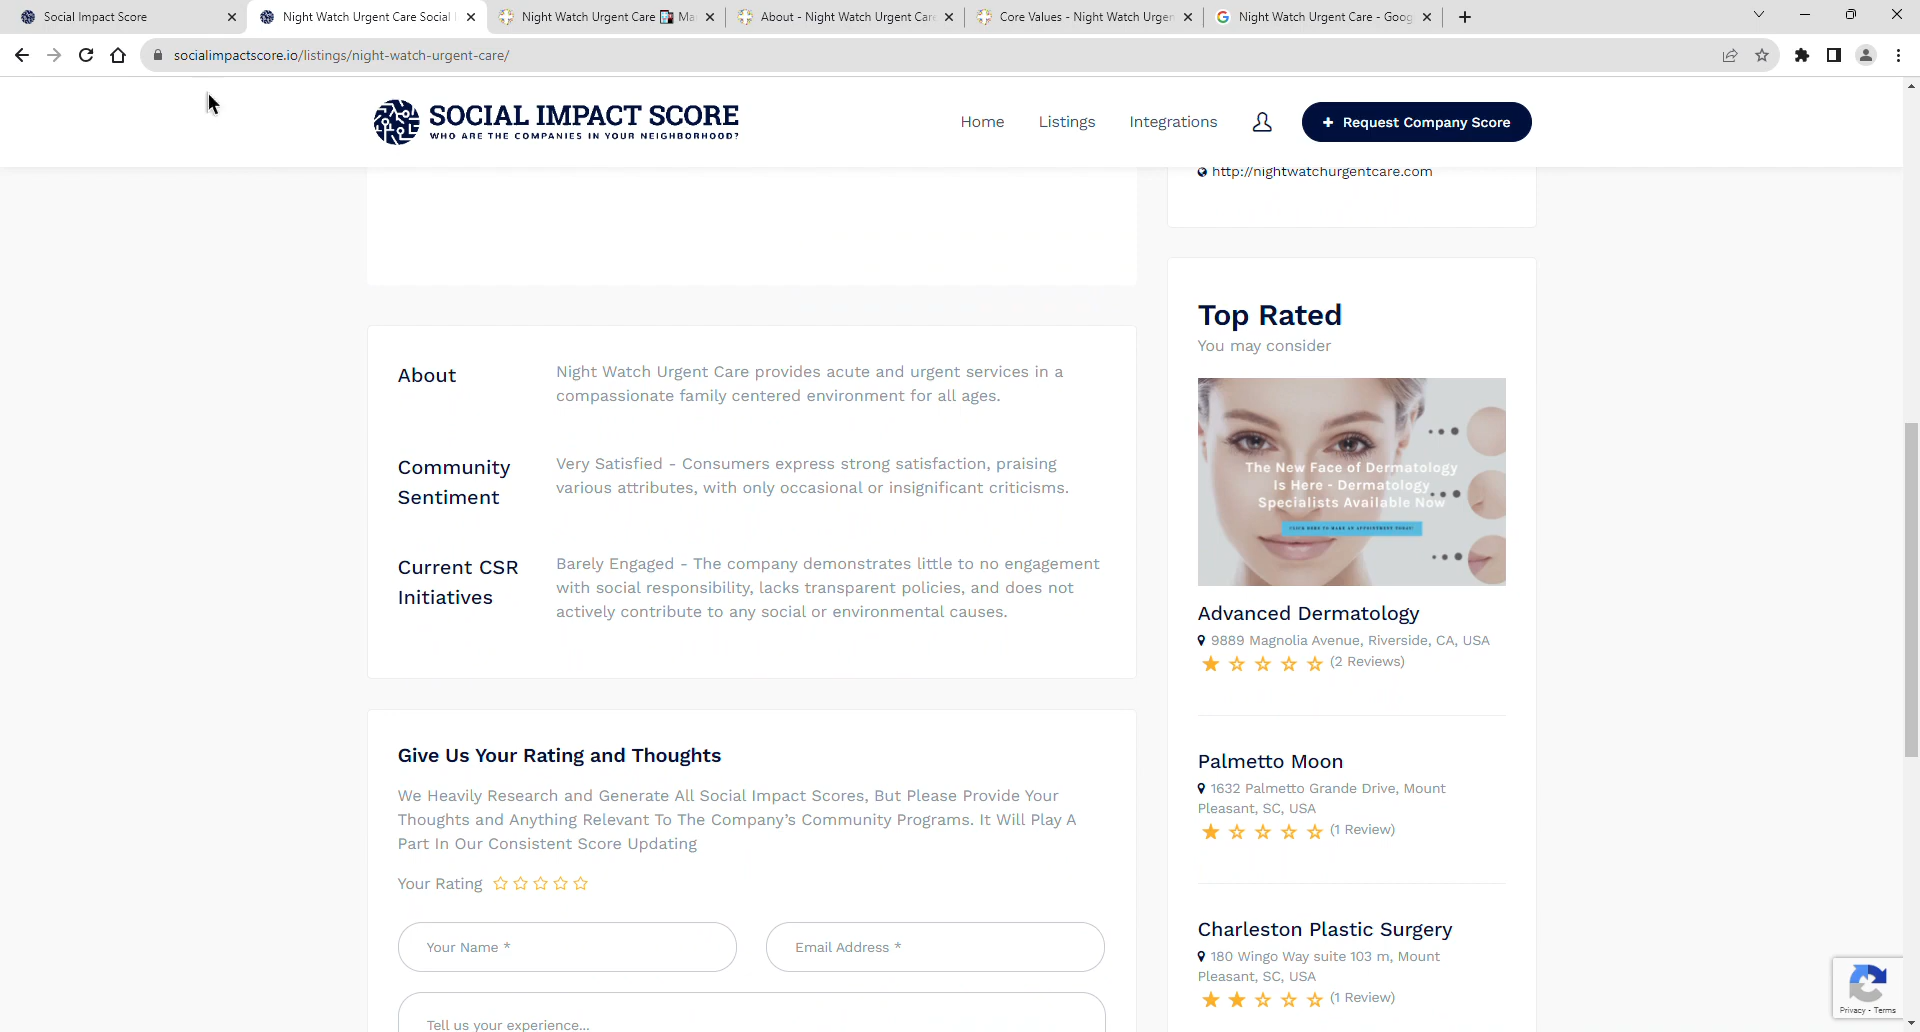 Social Impact Score
Night Watch Urgent Care Social
Night Watch Urgent Care
About - Night Watch Urgent Care
Core Values - Night Watch Urgen
Night Watch Urgent Care - Goog
socialimpactscore.io/listings/night-watch-urgent-care/
SOCIAL IMPACT SCORE
WHO ARE THE COMPANIES IN YOUR NEIGHBORHOOD?
Home
Listings
Integrations
+ Request Company Score
http://nightwatchurgentcare.com
About
Night Watch Urgent Care provides acute and urgent services in a
compassionate family centered environment for all ages.
Community
Sentiment
Very Satisfied - Consumers express strong satisfaction, praising
various attributes, with only occasional or insignificant criticisms.
Current CSR
Initiatives
Barely Engaged - The company demonstrates little to no engagement
with social responsibility, lacks transparent policies, and does not
actively contribute to any social or environmental causes.
Give Us Your Rating and Thoughts
We Heavily Research and Generate All Social Impact Scores, But Please Provide Your
Thoughts and Anything Relevant To The Company's Community Programs. It Will Play A
Part In Our Consistent Score Updating
Your Rating
Your Name *
Email Address *
Tell us your experience...
Top Rated
You may consider
The New Face of Dermatology
Is Here - Dermatology
Specialists Available Now
CLICK HERE TO MAKE AN APPOINTMENT TODAY!
Advanced Dermatology
9889 Magnolia Avenue, Riverside, CA, USA
(2 Reviews)
Palmetto Moon
1632 Palmetto Grande Drive, Mount
Pleasant, SC, USA
(1 Review)
Charleston Plastic Surgery
180 Wingo Way suite 103 m, Mount
Pleasant, SC, USA
(1 Review)
Privacy - Terms